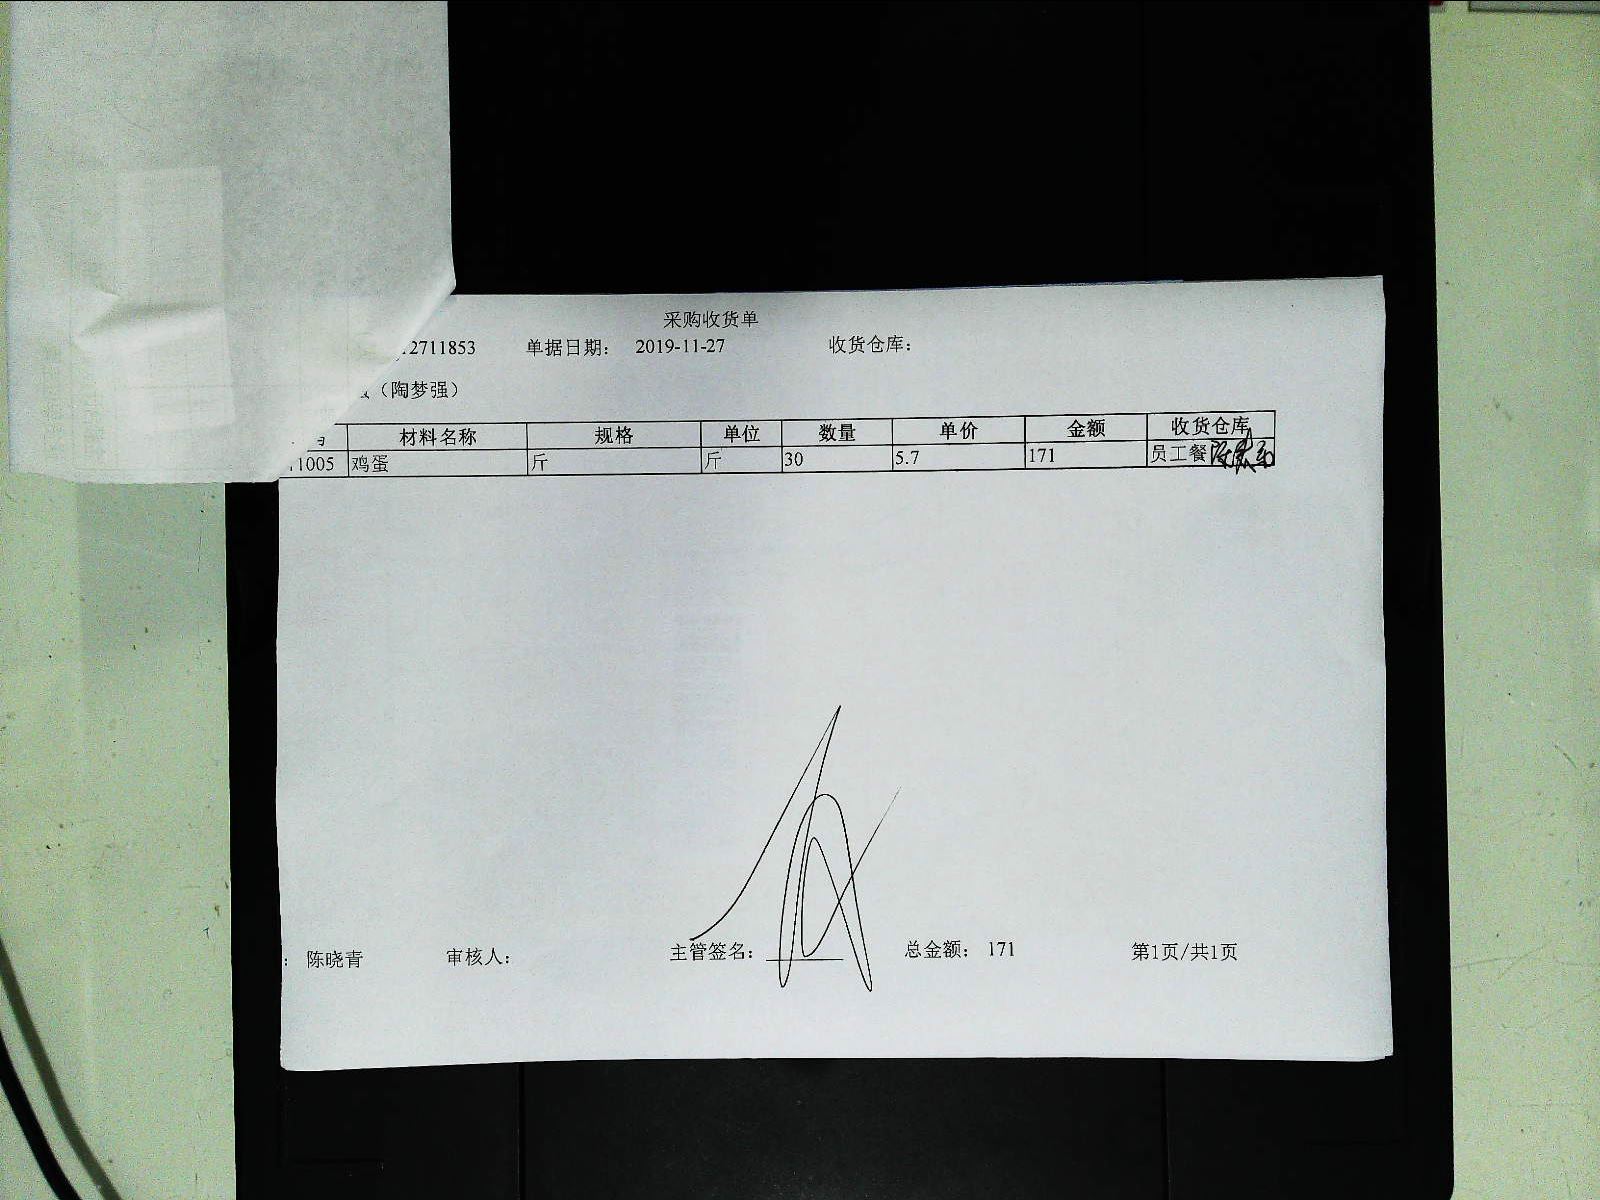 采购收货单
12711853 单据日期： 2019-11-27 收货仓库：
（陶梦强）
材料名称 规格 单位 数量 单价 金额 收货仓库
1005 鸡蛋 斤 斤 30 5.7 171 员工餐
： 陈晓青 审核人： 主管签名： 总金额： 171 第1页/共1页